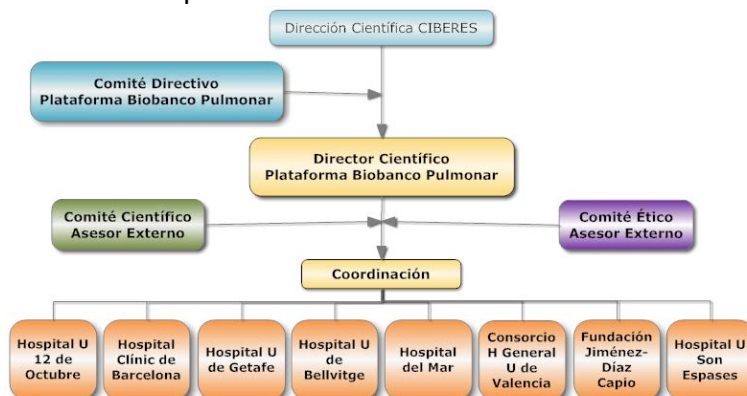 Dirección Científica CIBERES
Comité Directivo
Plataforma Biobanco Pulmonar
Director Científico
Plataforma Biobanco Pulmonar
Comité Científico
Asesor Externo
Comité Ético
Asesor Externo
Coordinación
Hospital U
12 de
Octubre
Hospital
Clínic de
Barcelona
Hospital U
de Getafe
Hospital U
de
Bellvitge
Hospital
del Mar
Consorcio
H General
U de
Valencia
Fundación
Jiménez-
Díaz
Capio
Hospital U
Son
Espases